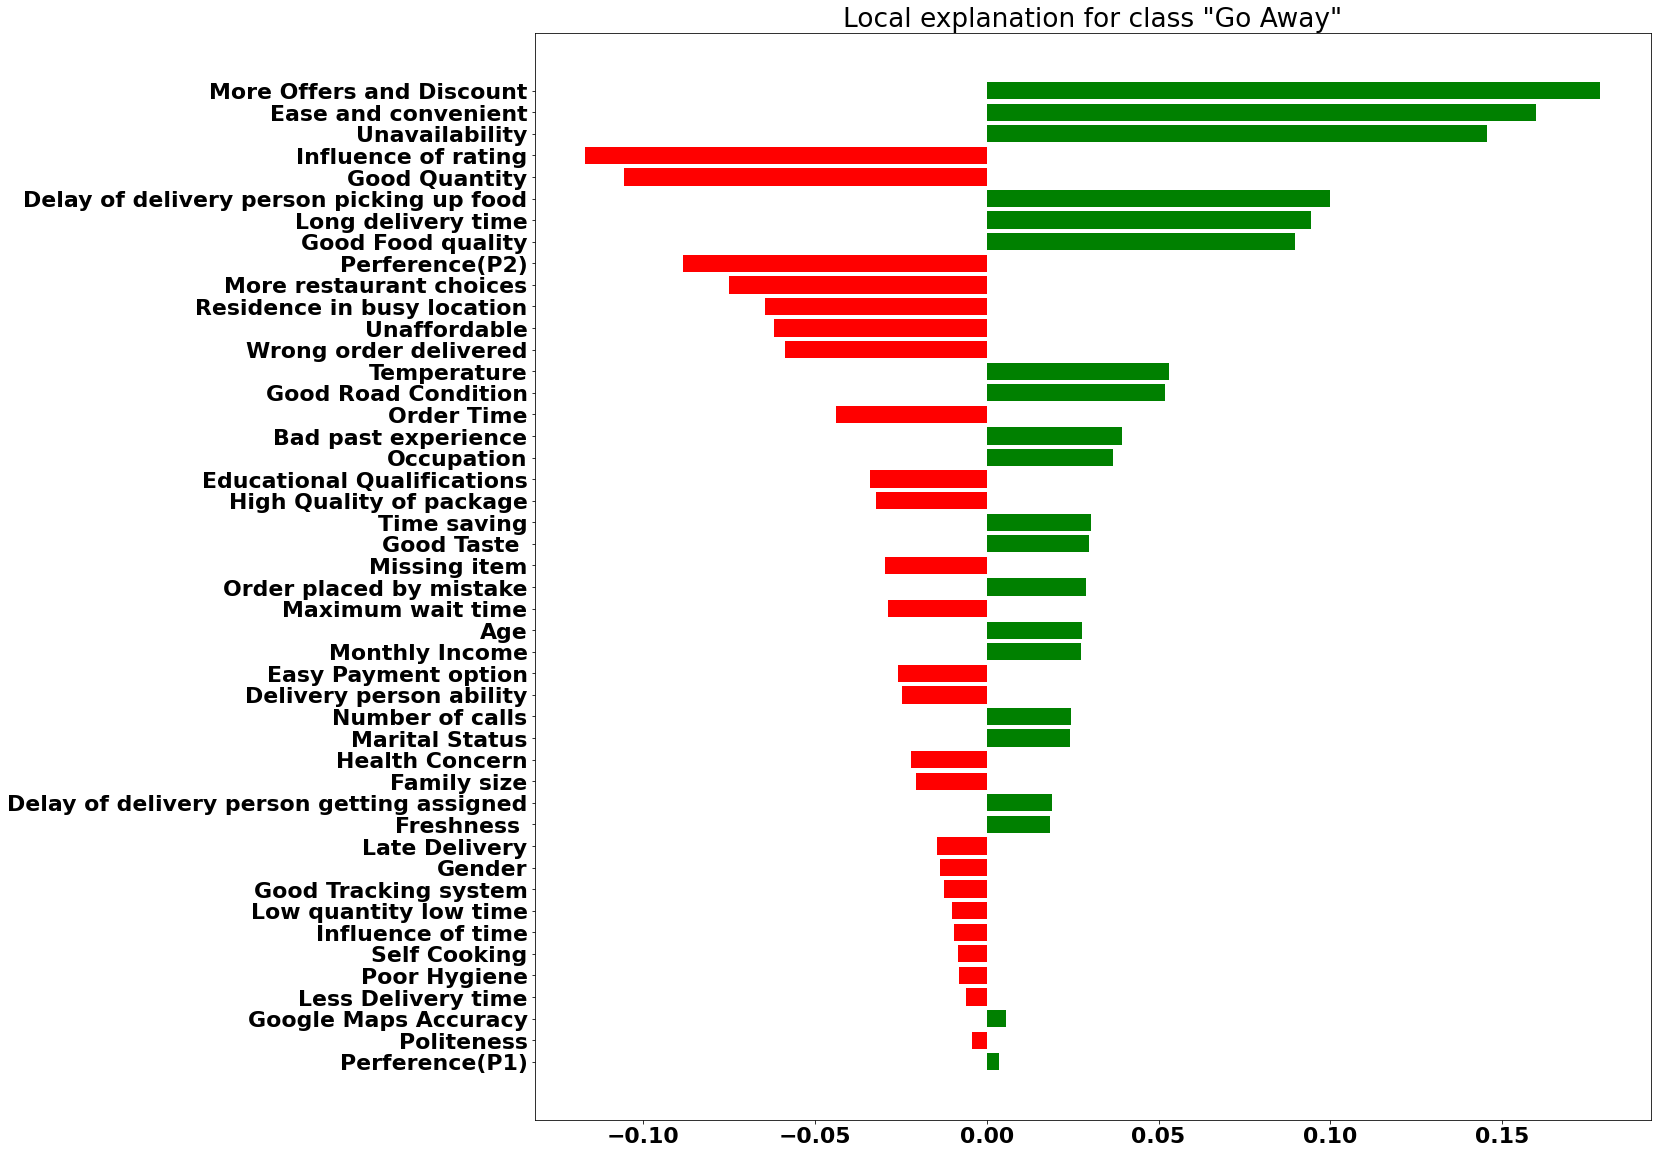 Local explanation for class "Go Away"
More Offers and Discount
Ease and convenient
Unavailability
Influence of rating
Good Quantity
Delay of delivery person picking up food
Long delivery time
Good Food quality
Perference(P2)
More restaurant choices
Residence in busy location
Unaffordable
Wrong order delivered
Temperature
Good Road Condition
Order Time
Bad past experience
Occupation
Educational Qualifications
High Quality of package
Time saving
Good Taste
Missing item
Order placed by mistake
Maximum wait time
Age
Monthly Income
Easy Payment option
Delivery person ability
Number of calls
Marital Status
Health Concern
Family size
Delay of delivery person getting assigned
Freshness
Late Delivery
Gender
Good Tracking system
Low quantity low time
Influence of time
Self Cooking
Poor Hygiene
Less Delivery time
Google Maps Accuracy
Politeness
Perference(P1)
−0.10 −0.05 0.00 0.05 0.10 0.15